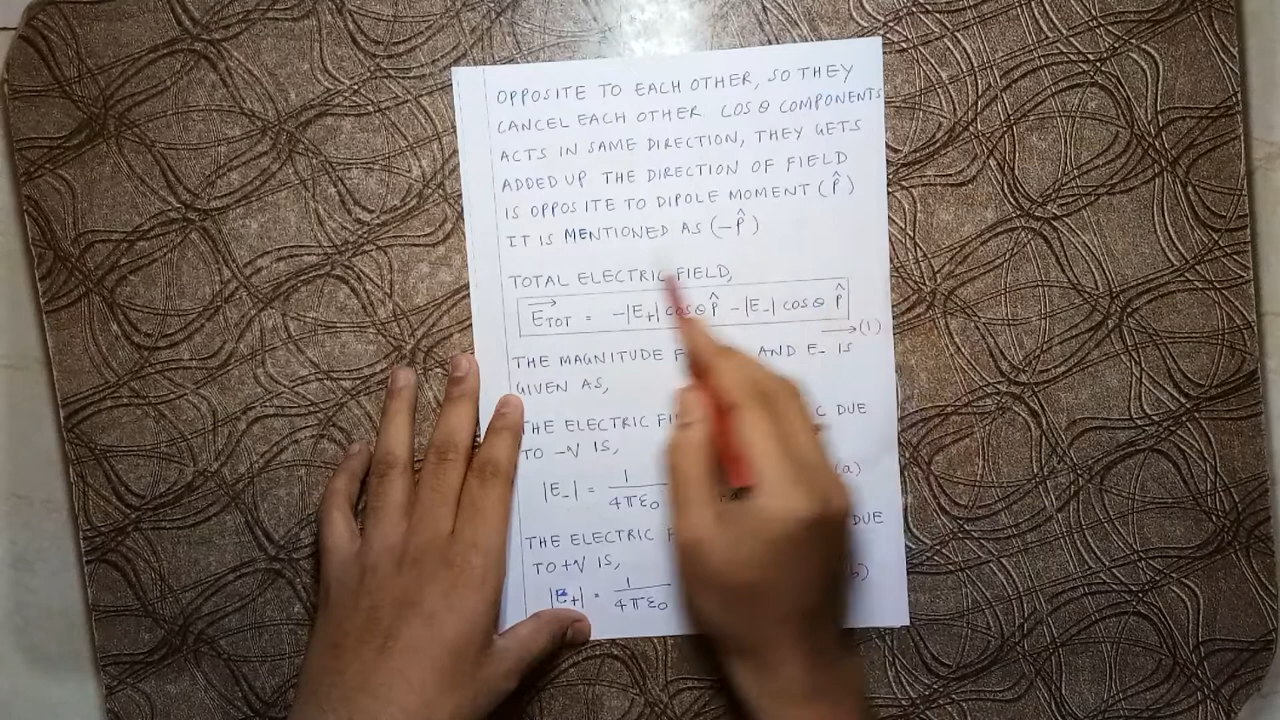 OPPOSITE TO EACH OTHER, SO THEY
CANCEL EACH OTHER COS θ COMPONENTS
ACTS IN SAME DIRECTION, THEY GETS
ADDED UP THE DIRECTION OF FIELD
IS OPPOSITE TO DIPOLE MOMENT (p̂)
IT IS MENTIONED AS (-p̂)
TOTAL ELECTRIC FIELD,
E⃗TOT = -|E+| cosθ p̂ - |E-| cosθ p̂
→(1)
THE MAGNITUDE AND E- IS
GIVEN AS,
THE ELECTRIC C DUE
TO -q IS,
|E-| = 1/4πε₀ (a)
THE ELECTRIC DUE
TO +q IS,
|E+| = 1/4πε₀ b)